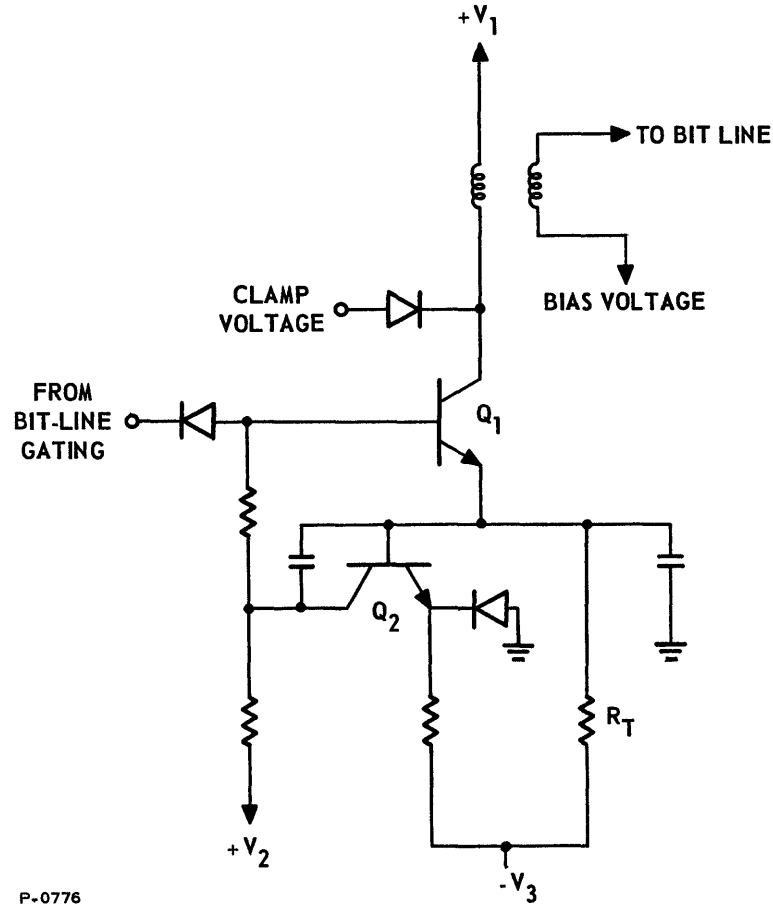 +V1
TO BIT LINE
BIAS VOLTAGE
CLAMP
VOLTAGE
FROM
BIT-LINE
GATING
Q1
Q2
RT
+V2
-V3
P-0776